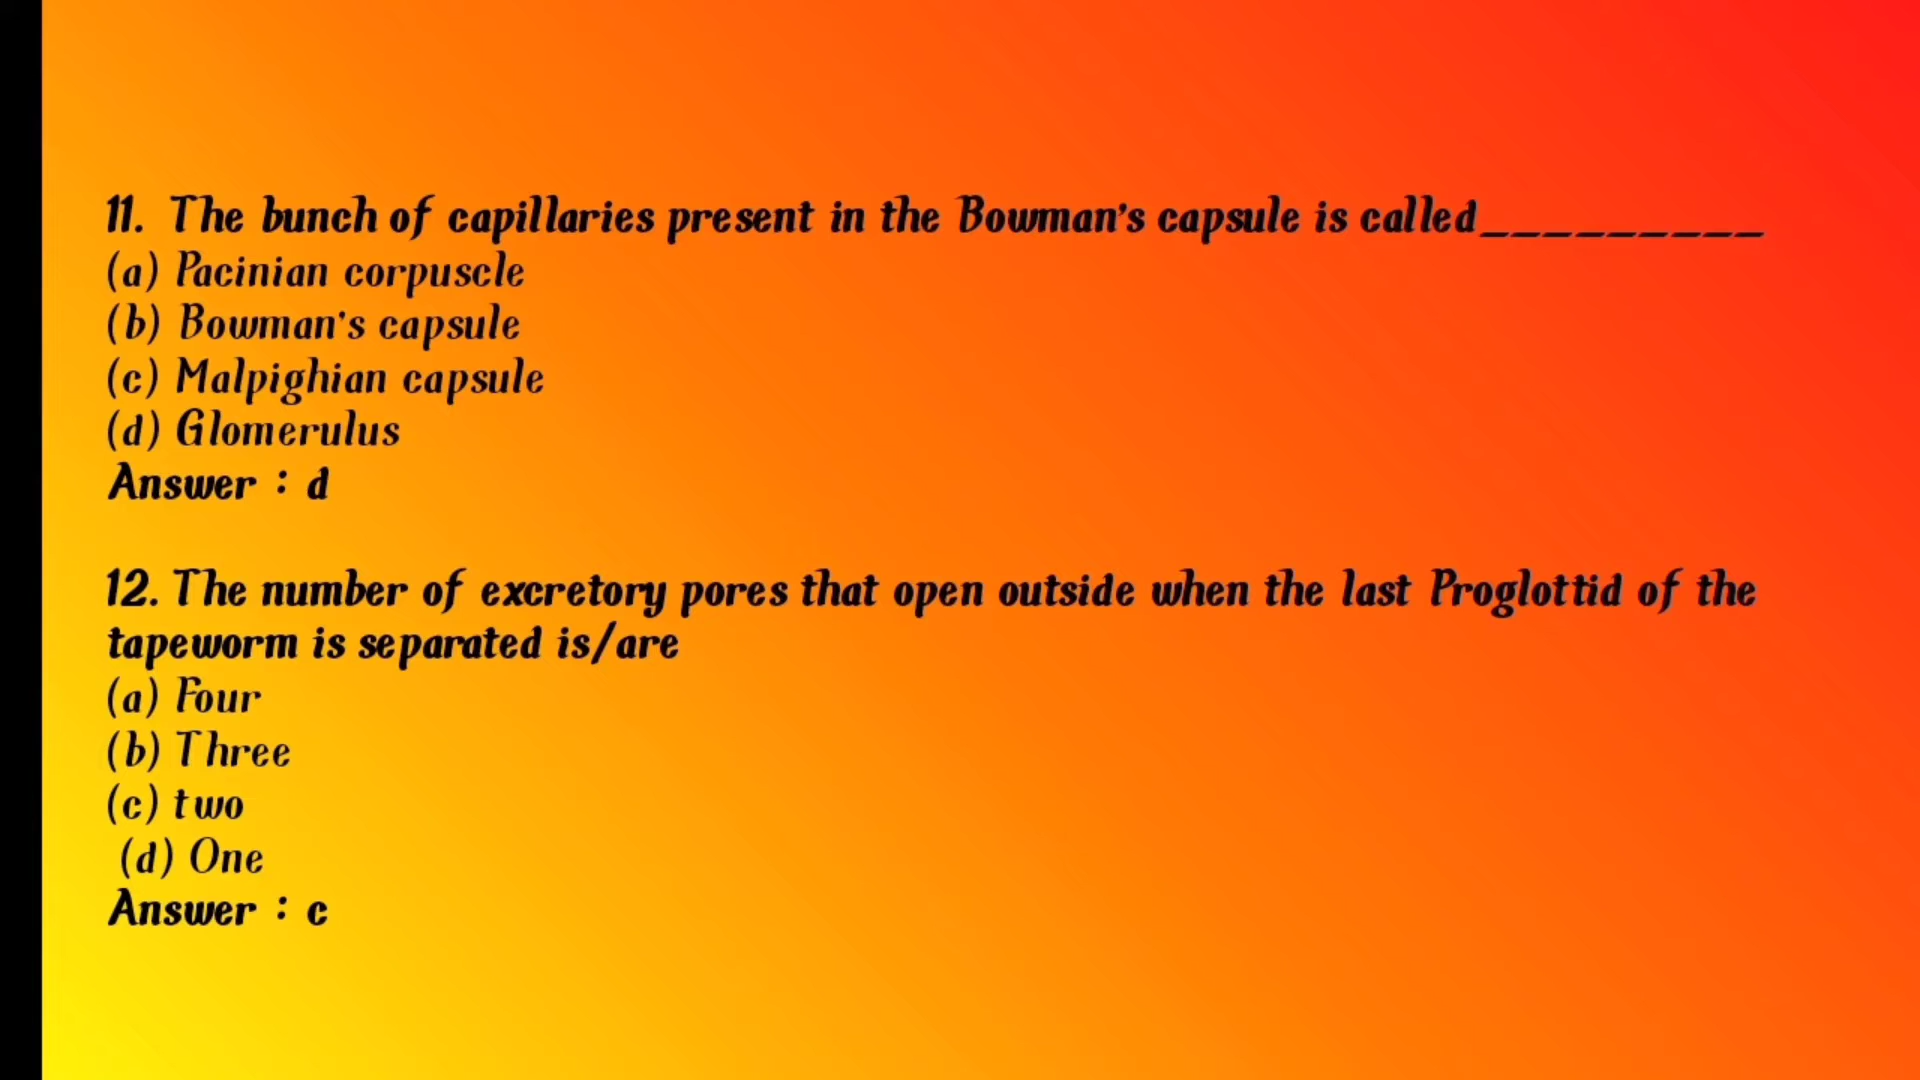 11. The bunch of capillaries present in the Bowman's capsule is called_________
(a) Pacinian corpuscle
(b) Bowman's capsule
(c) Malpighian capsule
(d) Glomerulus
Answer : d
12. The number of excretory pores that open outside when the last Proglottid of the
tapeworm is separated is/are
(a) Four
(b) Three
(c) two
(d) One
Answer : c